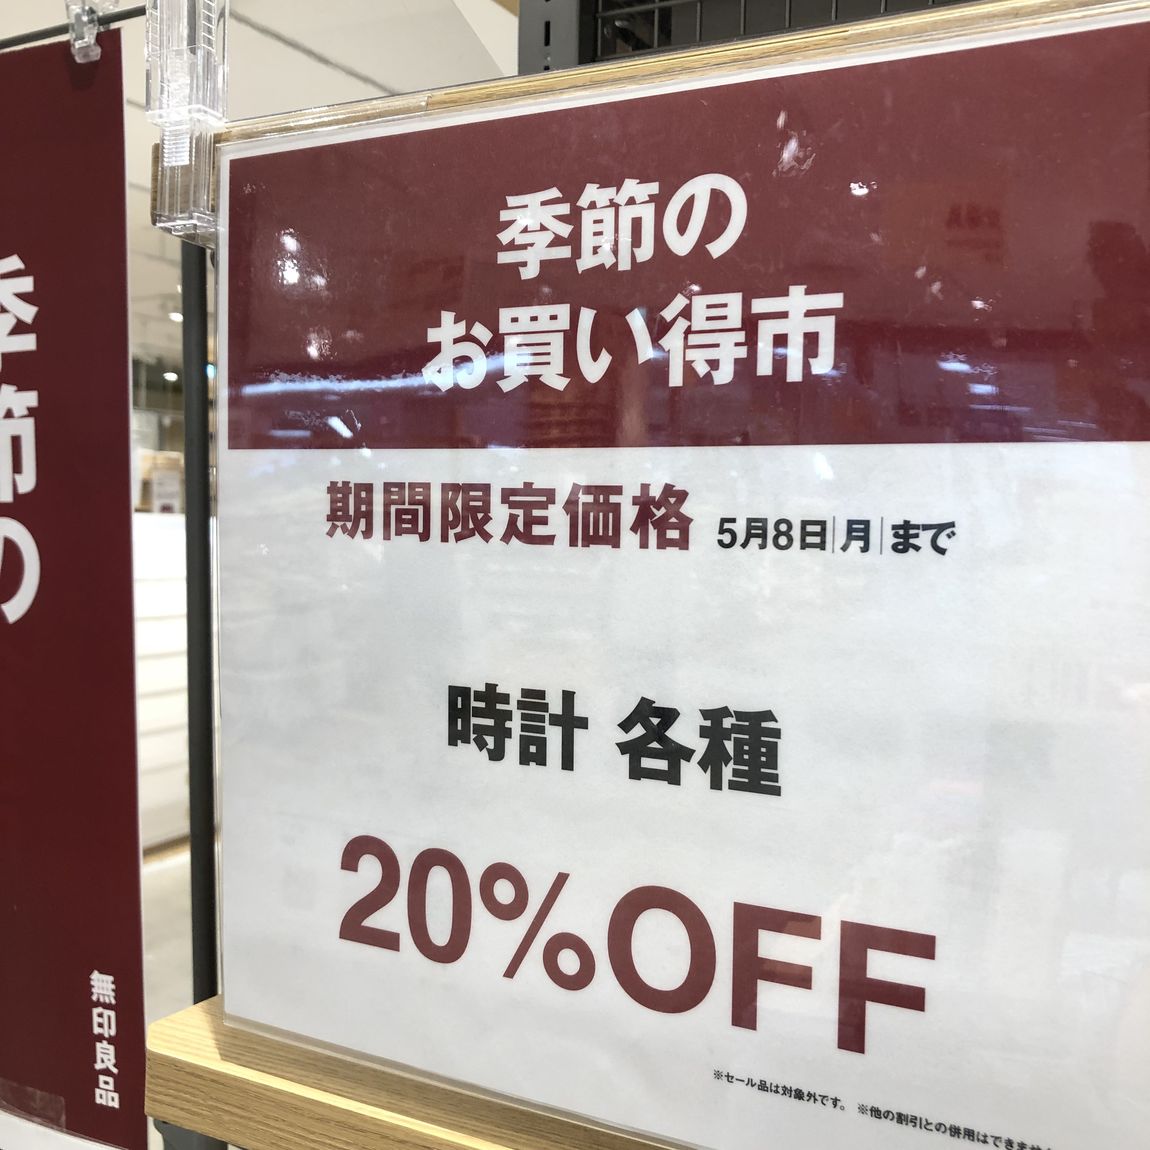 季節の
お買い得市
期間限定価格 5月8日|月|まで
時計 各種
20%OFF
※セール品は対象外です。 ※他の割引との併用はできませ
季節の
無印良品